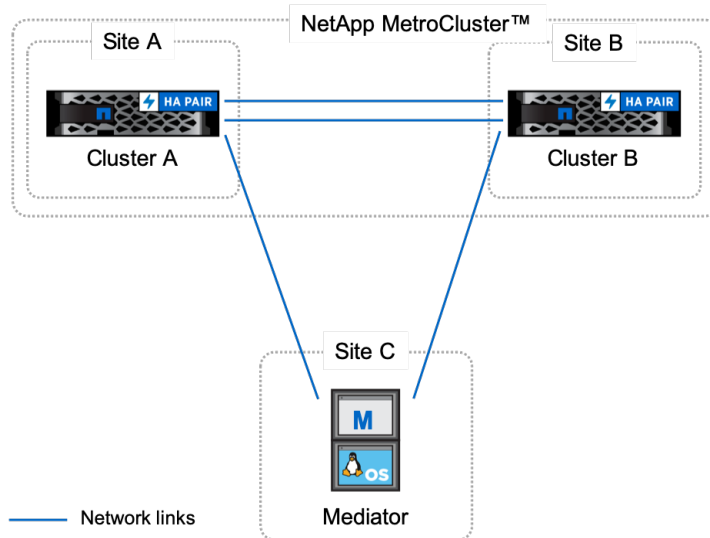 NetApp MetroCluster™
Site A
Site B
HA PAIR
HA PAIR
Cluster A
Cluster B
Site C
M
OS
Mediator
Network links